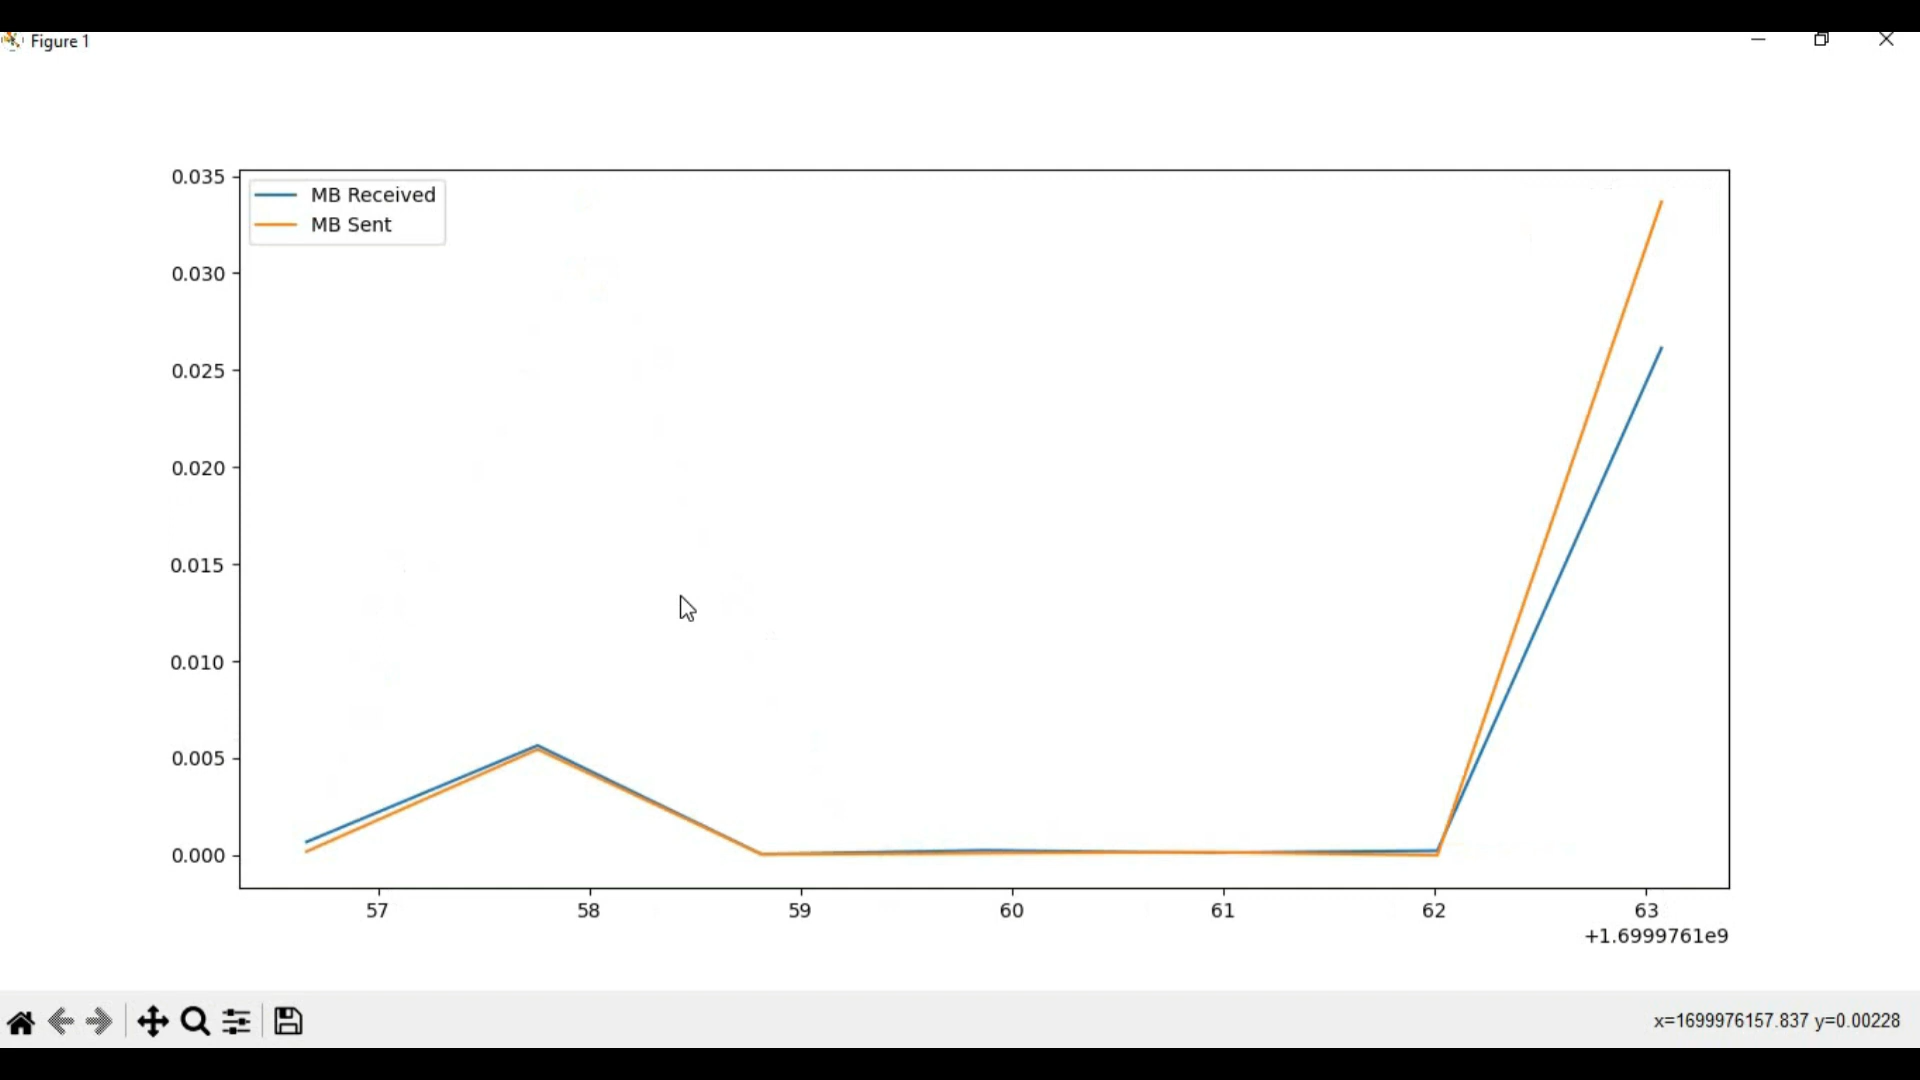 Figure 1
0.035
MB Received
MB Sent
0.030
0.025
0.020
0.015
0.010
0.005
0.000
57 58 59 60 61 62 63
+1.6999761e9
x=1699976157.837 y=0.00228